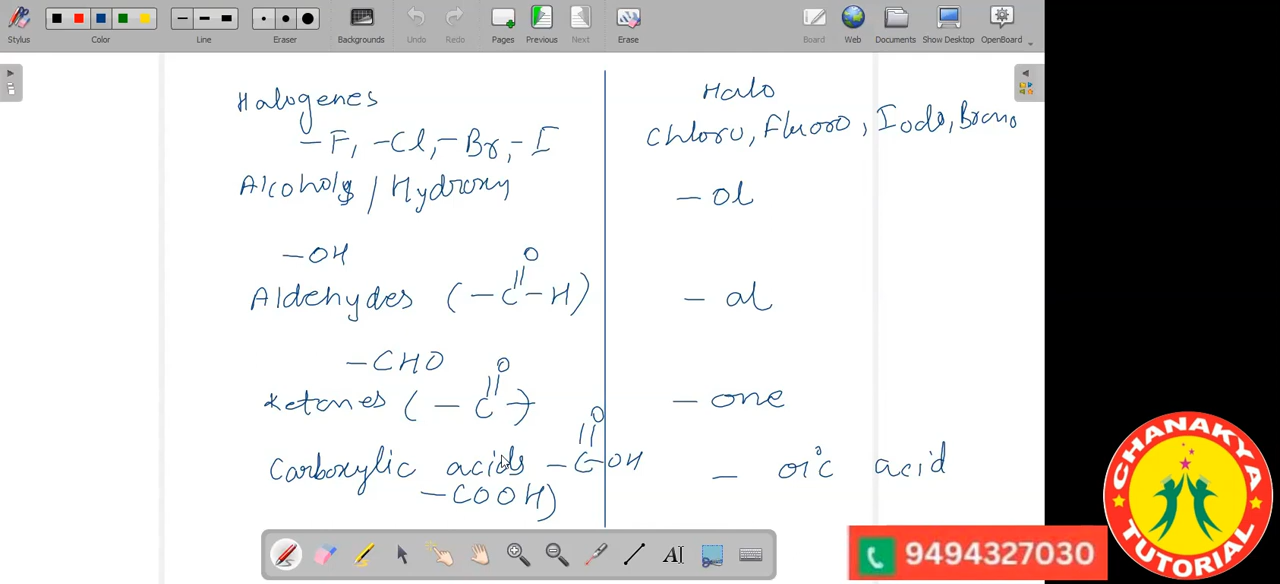 Stylus Color Line Eraser Backgrounds Undo Redo Pages Previous Next Erase Board Web Documents Show Desktop OpenBoard
Halogenes
Halo
– F, – Cl, – Br, – I
Chloro, Fluoro, Iodo, Bromo
Alcoholys / Hydroxy
– ol
– OH
O
Aldehydes ( – C – H )
– al
– CHO
O
Ketones ( – C – )
– one
O
Carboxylic acids – C – OH
– oic acid
– COOH)
AI
9494327030
CHANAKYA
TUTORIAL